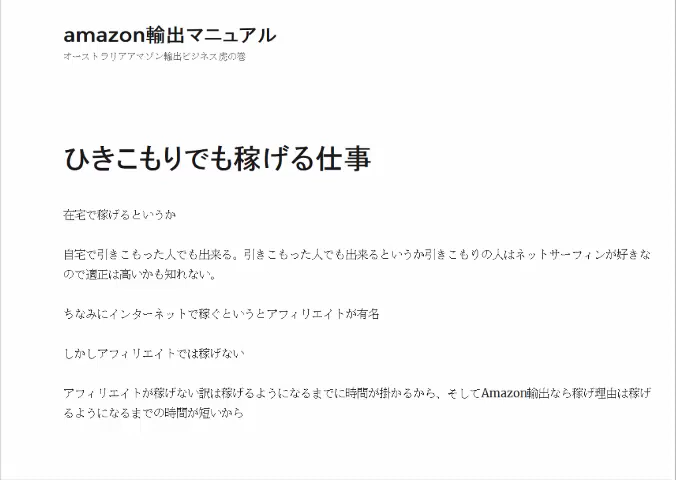 amazon輸出マニュアル
オーストラリアアマゾン輸出ビジネス虎の巻
ひきこもりでも稼げる仕事
在宅で稼げるというか
自宅で引きこもった人でも出来る。引きこもった人でも出来るというか引きこもりの人はネットサーフィンが好きな
ので適正は高いかも知れない。
ちなみにインターネットで稼ぐというとアフィリエイトが有名
しかしアフィリエイトでは稼げない
アフィリエイトが稼げない訳は稼げるようになるまでに時間が掛かるから、そしてAmazon輸出なら稼げ理由は稼げ
るようになるまでの時間が短いから